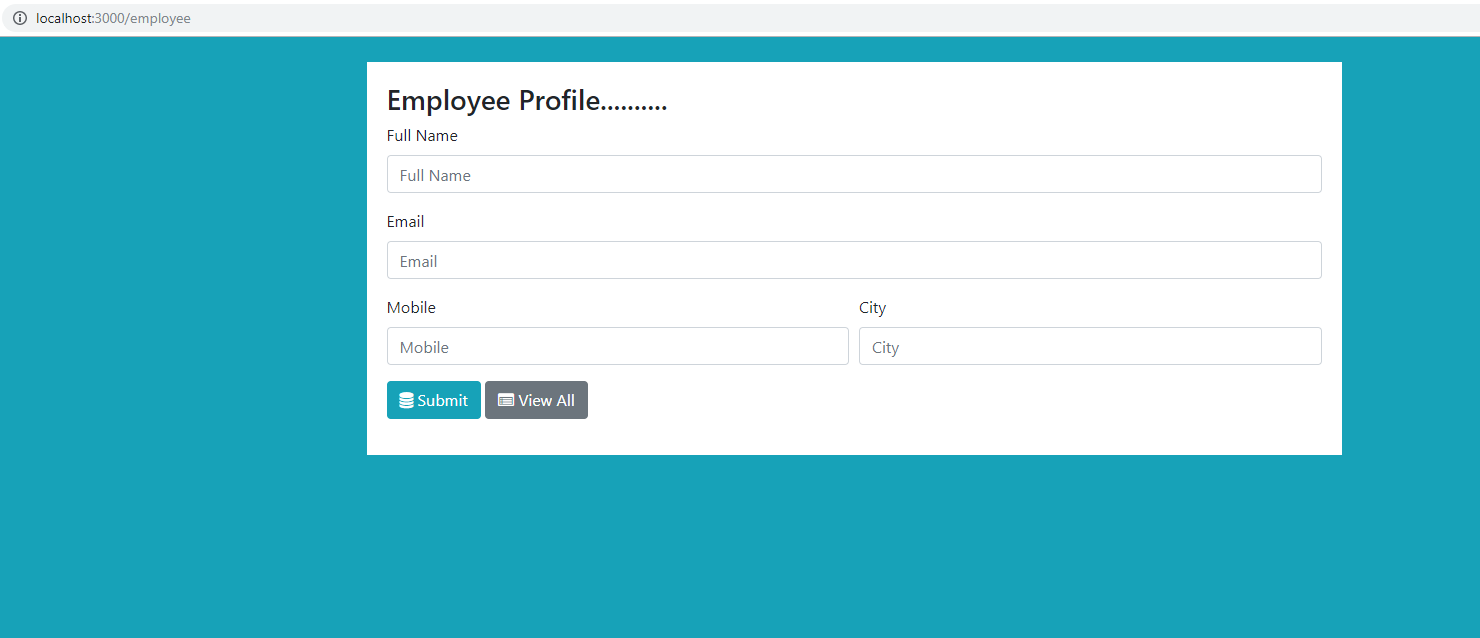 localhost:3000/employee
Employee Profile..........
Full Name
Full Name
Email
Email
Mobile City
Mobile City
Submit View All